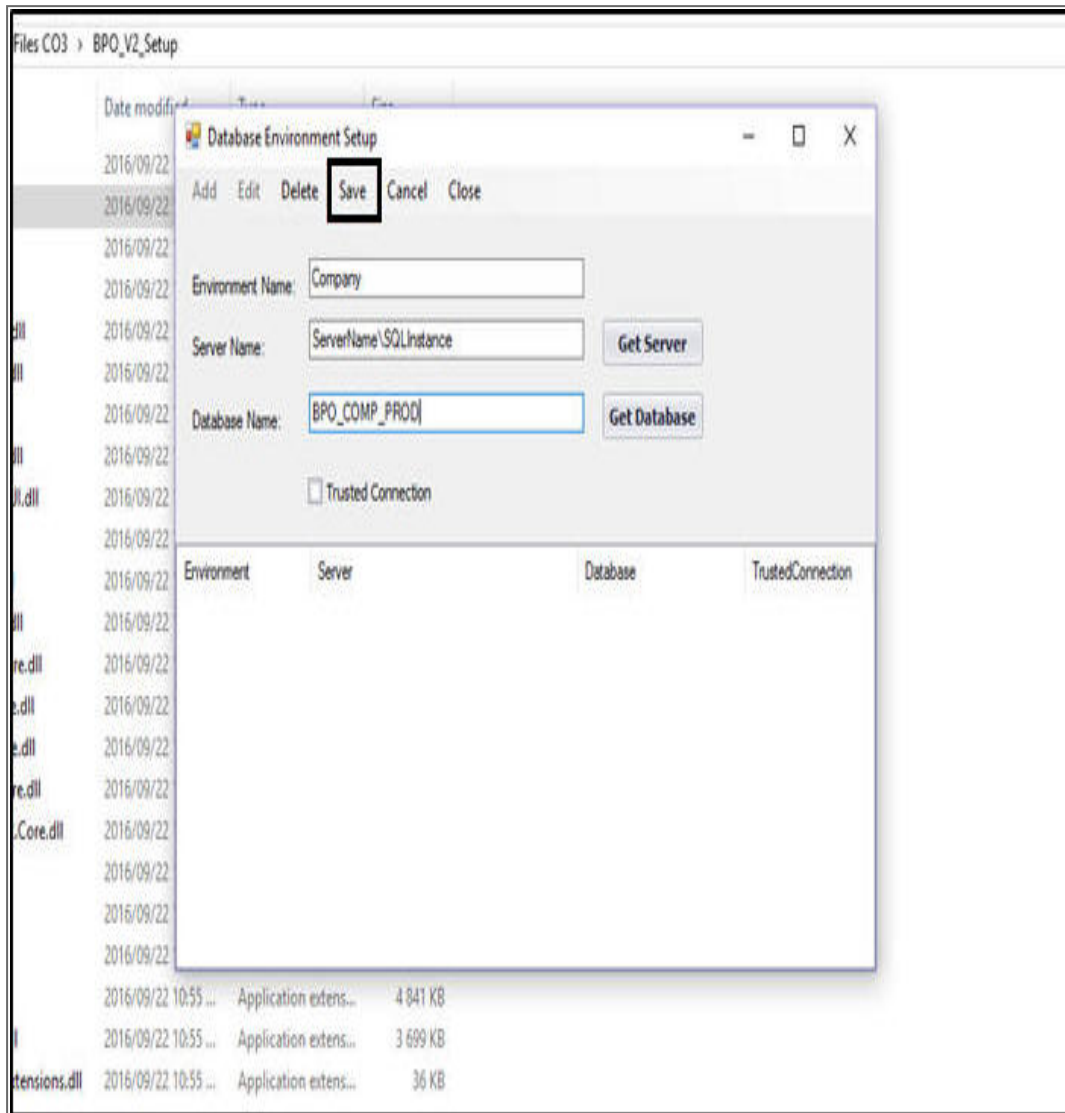 Files CO3 > BPO_V2_Setup
Date modified Type Size
Database Environment Setup
2016/09/22
Add Edit Delete Save Cancel Close
2016/09/22
2016/09/22
2016/09/22
Environment Name: Company
dll 2016/09/22
Server Name: ServerName\SQLInstance Get Server
dll 2016/09/22
2016/09/22
Database Name: BPO_COMP_PROD Get Database
dll 2016/09/22
UI.dll 2016/09/22
Trusted Connection
2016/09/22
Environment Server Database TrustedConnection
2016/09/22
dll 2016/09/22
re.dll 2016/09/22
e.dll 2016/09/22
e.dll 2016/09/22
re.dll 2016/09/22
.Core.dll 2016/09/22
2016/09/22
2016/09/22
2016/09/22
2016/09/22 10:55 ... Application extens... 4 841 KB
2016/09/22 10:55 ... Application extens... 3 699 KB
tensions.dll 2016/09/22 10:55 ... Application extens... 36 KB